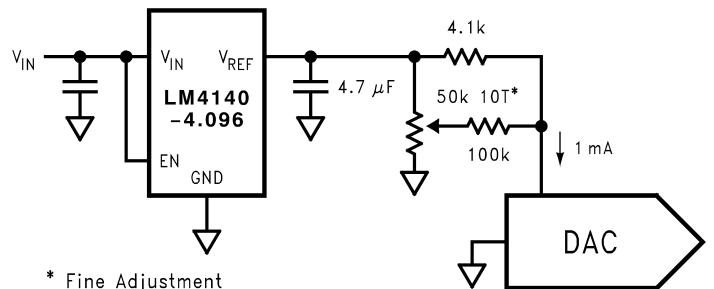 4.1k
VIN
VIN
VREF
LM4140
-4.096
4.7 μF
50k 10T*
100k
1 mA
EN
GND
DAC
* Fine Adjustment